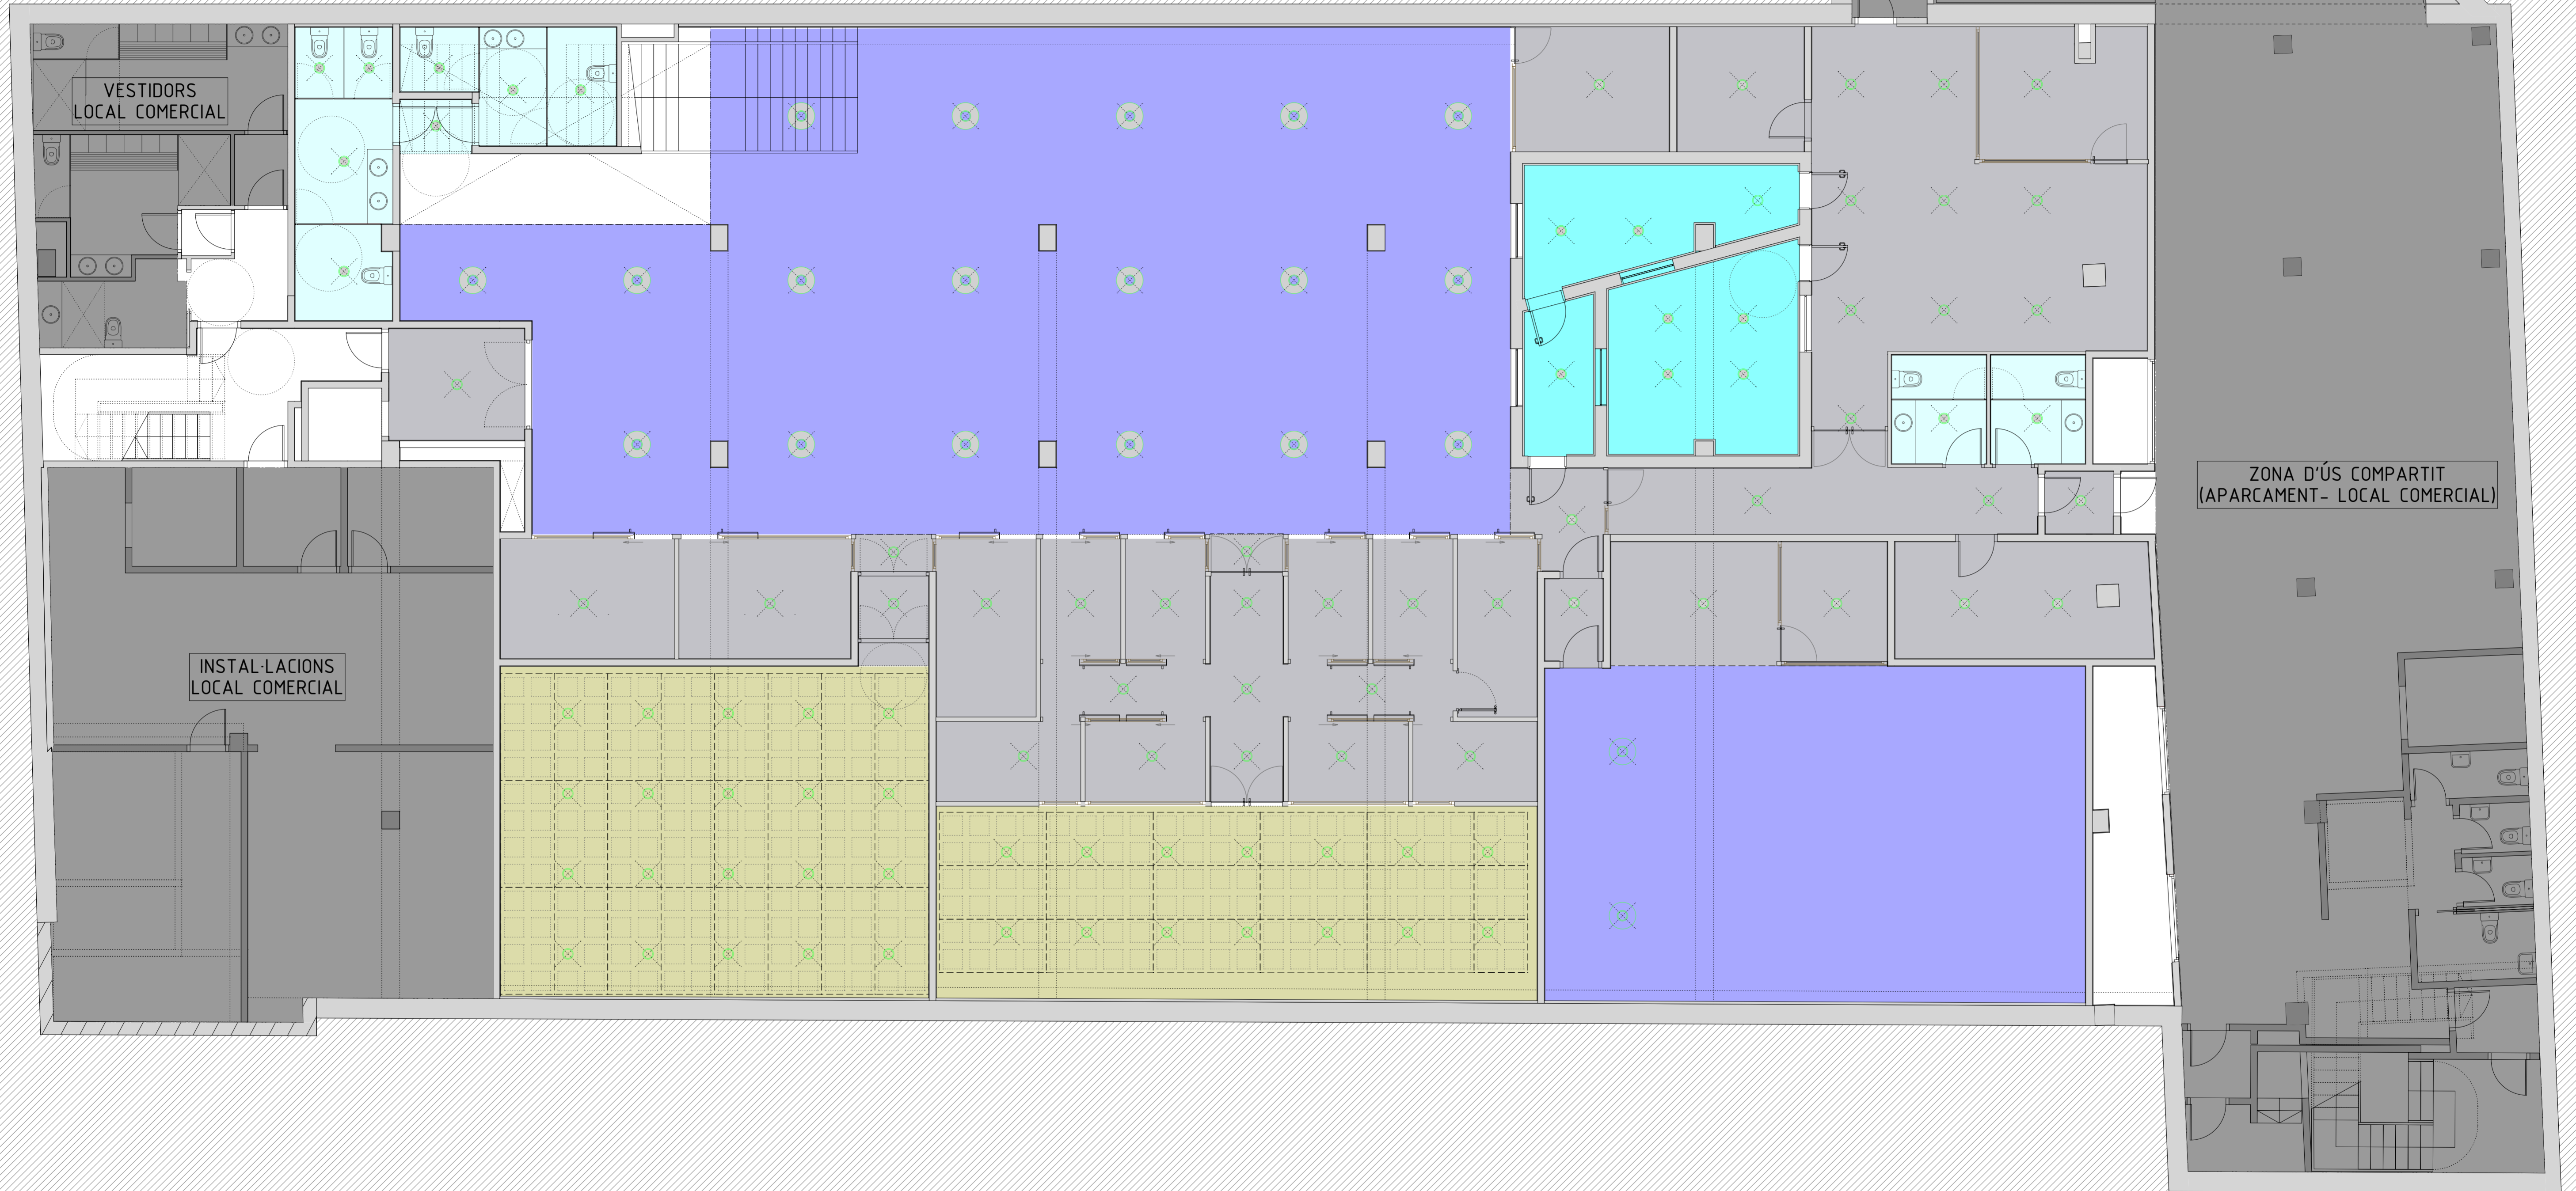 VESTIDORS
LOCAL COMERCIAL
ZONA D'ÚS COMPARTIT
(APARCAMENT- LOCAL COMERCIAL)
INSTAL·LACIONS
LOCAL COMERCIAL